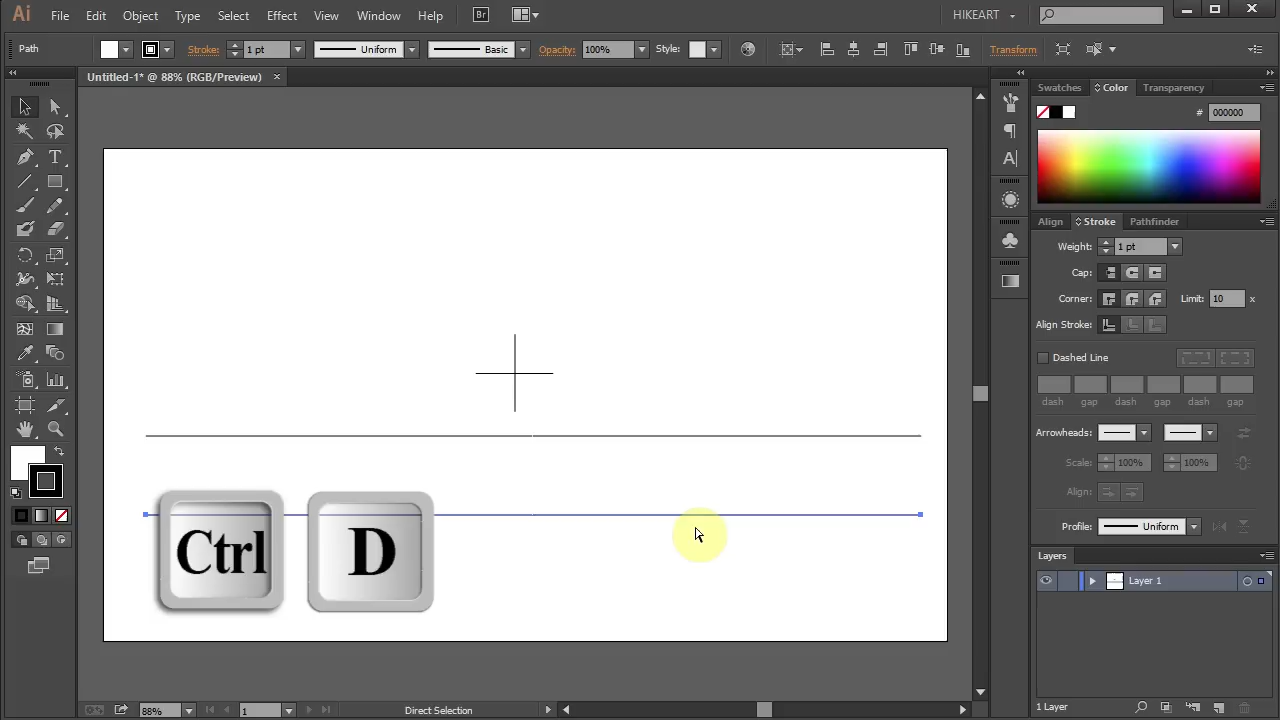 Ai File Edit Object Type Select Effect View Window Help Br HIKEART
Path Stroke: 1 pt Uniform Basic Opacity: 100% Style: Transform
Untitled-1* @ 88% (RGB/Preview) ×
Swatches Color Transparency
# 000000
Align Stroke Pathfinder
Weight: 1 pt
Cap:
Corner: Limit: 10 x
Align Stroke:
Dashed Line
dash gap dash gap dash gap
Arrowheads:
Scale: 100% 100%
Align:
Profile: Uniform
Layers
Layer 1
Ctrl D
1 Layer
88% 1 Direct Selection